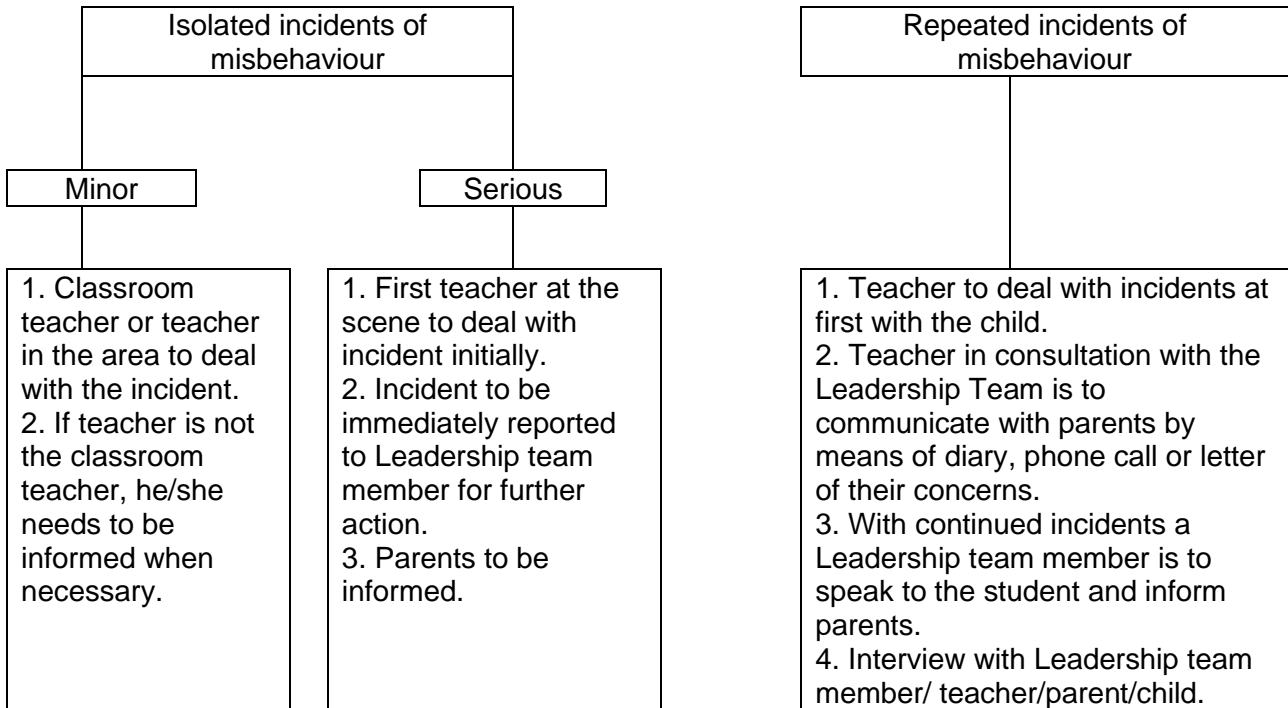 Isolated incidents of
misbehaviour
Repeated incidents of
misbehaviour
Minor
Serious
1. Classroom
teacher or teacher
in the area to deal
with the incident.
2. If teacher is not
the classroom
teacher, he/she
needs to be
informed when
necessary.
1. First teacher at the
scene to deal with
incident initially.
2. Incident to be
immediately reported
to Leadership team
member for further
action.
3. Parents to be
informed.
1. Teacher to deal with incidents at
first with the child.
2. Teacher in consultation with the
Leadership Team is to
communicate with parents by
means of diary, phone call or letter
of their concerns.
3. With continued incidents a
Leadership team member is to
speak to the student and inform
parents.
4. Interview with Leadership team
member/ teacher/parent/child.